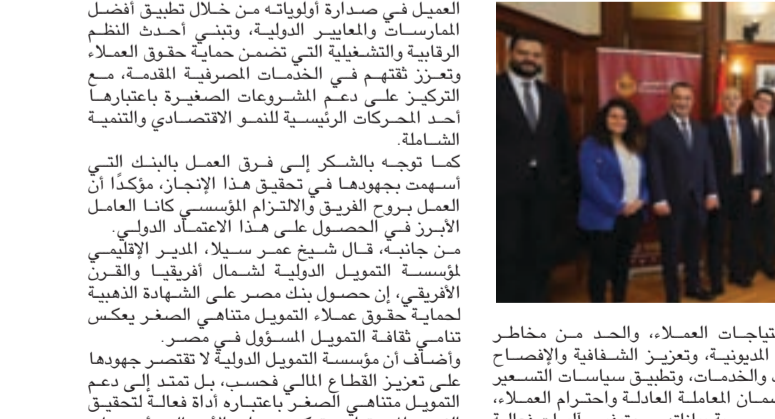 العميل في صدارة أولوياته من خلال تطبيق أفضل
الممارسات والمعايير الدولية، وتبني أحدث النظم
الرقابية والتشغيلية التي تضمن حماية حقوق العملاء
وتعزز ثقتهم في الخدمات المصرفية المقدمة، مع
التركيز على دعم المشروعات الصغيرة باعتبارها
أحد المحركات الرئيسية للنمو الاقتصادي والتنمية
الشاملة.
كما توجه بالشكر إلى فرق العمل بالبنك التي
أسهمت بجهودها في تحقيق هذا الإنجاز، مؤكدًا أن
العمل بروح الفريق والالتزام المؤسسي كانا العامل
الأبرز في الحصول على هذا الاعتماد الدولي.
من جانبه، قال شيخ عمر سيلا، المدير الإقليمي
لمؤسسة التمويل الدولية لشمال أفريقيا والقرن
الأفريقي، إن حصول بنك مصر على الشهادة الذهبية
لحماية حقوق عملاء التمويل متناهي الصغر يعكس
تنامي ثقافة التمويل المسؤول في مصر.
وأضاف أن مؤسسة التمويل الدولية لا تقتصر جهودها
على تعزيز القطاع المالي فحسب، بل تمتد إلى دعم
التمويل متناهي الصغر باعتباره أداة فعالة لتحقيق
العملاء، والحد من مخاطر
المديونية، وتعزيز الشفافية والإفصاح
والخدمات، وتطبيق سياسات التسعير
المعاملة العادلة واحترام العملاء،